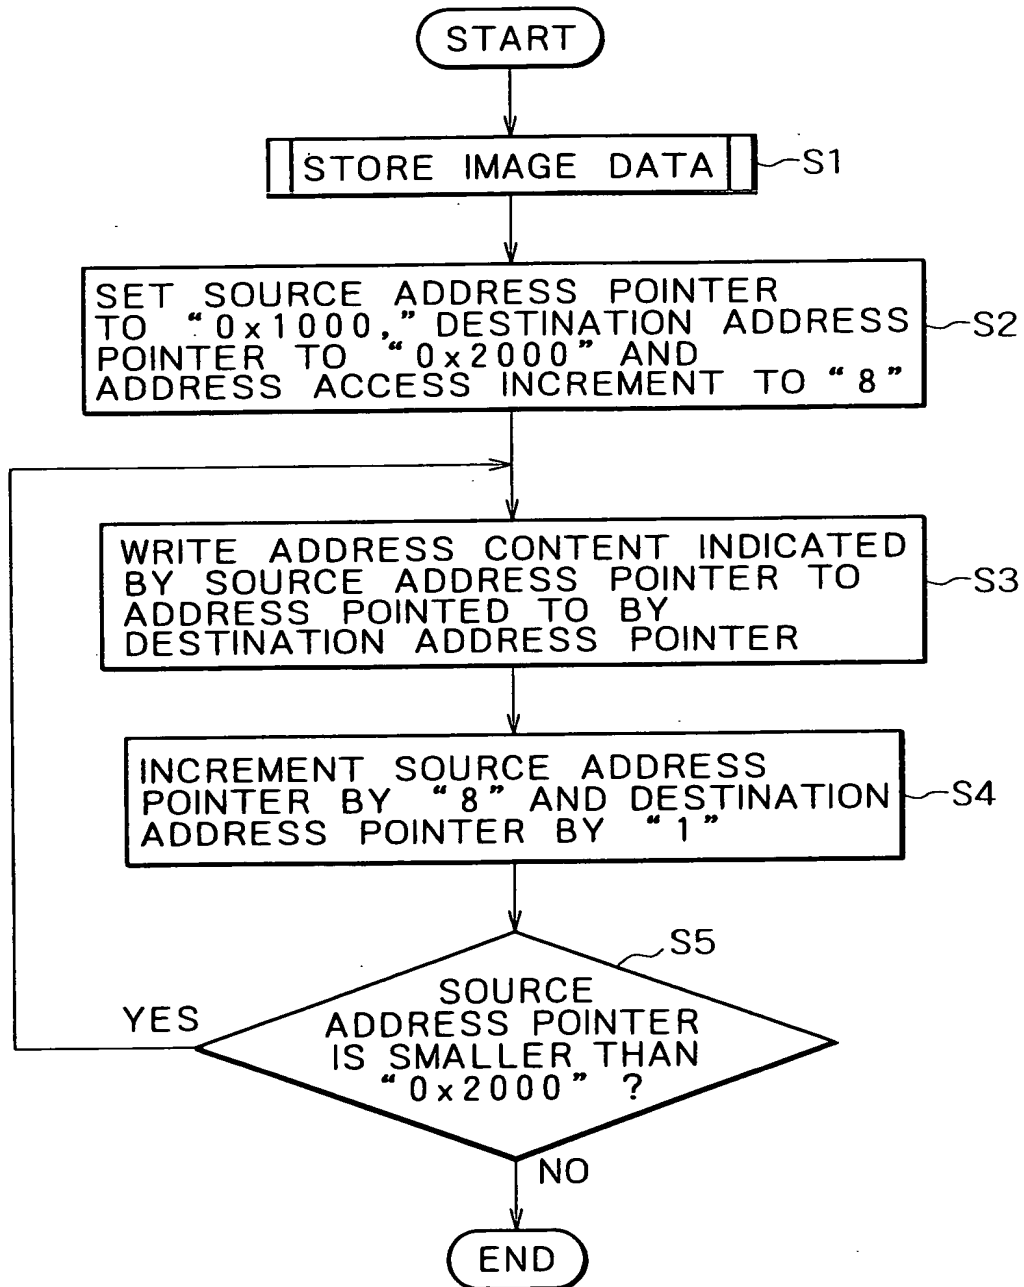 START
STORE IMAGE DATA
S1
SET SOURCE ADDRESS POINTER
TO "0x1000," DESTINATION ADDRESS
POINTER TO "0x2000" AND
ADDRESS ACCESS INCREMENT TO "8"
S2
WRITE ADDRESS CONTENT INDICATED
BY SOURCE ADDRESS POINTER TO
ADDRESS POINTED TO BY
DESTINATION ADDRESS POINTER
S3
INCREMENT SOURCE ADDRESS
POINTER BY "8" AND DESTINATION
ADDRESS POINTER BY "1"
S4
S5
SOURCE
ADDRESS POINTER
IS SMALLER THAN
"0x2000" ?
YES
NO
END